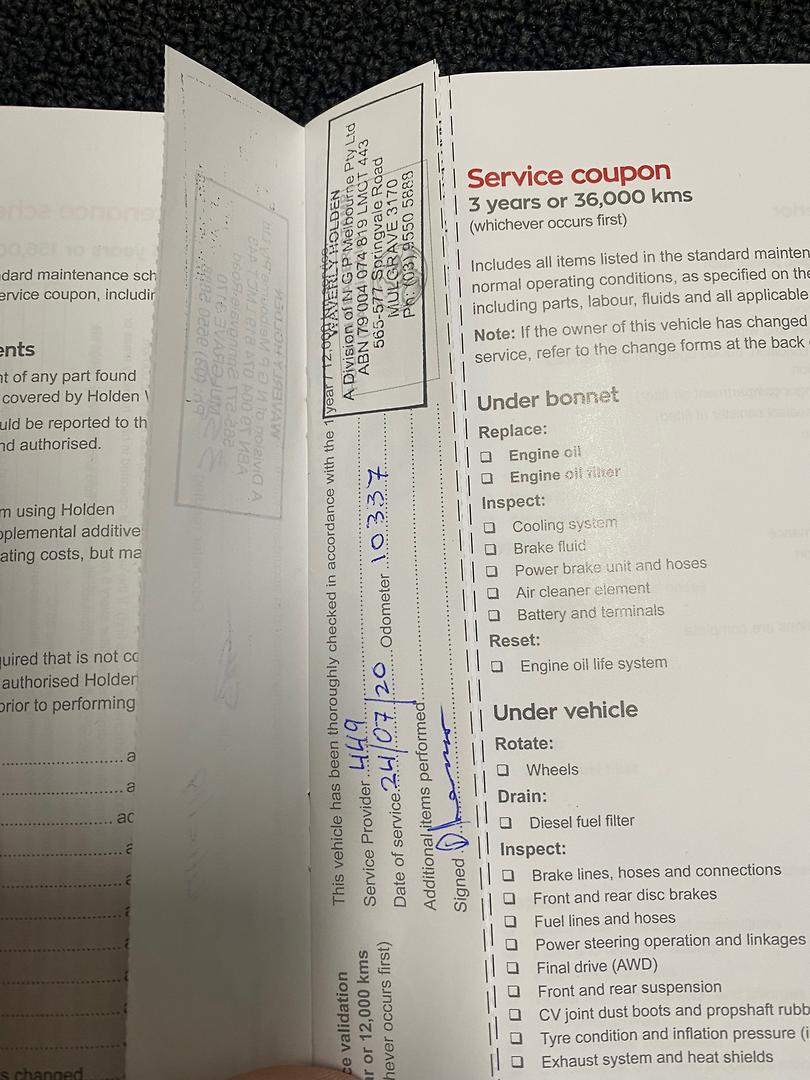 dard maintenance sch
ervice coupon, includir
ents
nt of any part found
covered by Holden
uld be reported to th
nd authorised.
m using Holden
pplemental additive
ating costs, but ma
quired that is not cc
authorised Holder
prior to performing
a
a
ac
s changed
This vehicle has been thoroughly checked in accordance with the 1 year / 12,000
Service Provider 449
Date of service 24/07/20 Odometer 10337
Additional items performed
Signed
WAVERLY HOLDEN
A Division of N G P Melbourne Pty Ltd
ABN 79 004 074 819 LMCT 443
565-577 Springvale Road
MULGRAVE 3170
Ph: (03) 9550 5888
ce validation
ar or 12,000 kms
hever occurs first)
Service coupon
3 years or 36,000 kms
(whichever occurs first)
Includes all items listed in the standard mainten
normal operating conditions, as specified on the
including parts, labour, fluids and all applicable
Note: If the owner of this vehicle has changed
service, refer to the change forms at the back
Under bonnet
Replace:
❑ Engine oil
❑ Engine oil filter
Inspect:
❑ Cooling system
❑ Brake fluid
❑ Power brake unit and hoses
❑ Air cleaner element
❑ Battery and terminals
Reset:
❑ Engine oil life system
Under vehicle
Rotate:
❑ Wheels
Drain:
❑ Diesel fuel filter
Inspect:
❑ Brake lines, hoses and connections
❑ Front and rear disc brakes
❑ Fuel lines and hoses
❑ Power steering operation and linkages
❑ Final drive (AWD)
❑ Front and rear suspension
❑ CV joint dust boots and propshaft rubb
❑ Tyre condition and inflation pressure (i
❑ Exhaust system and heat shields